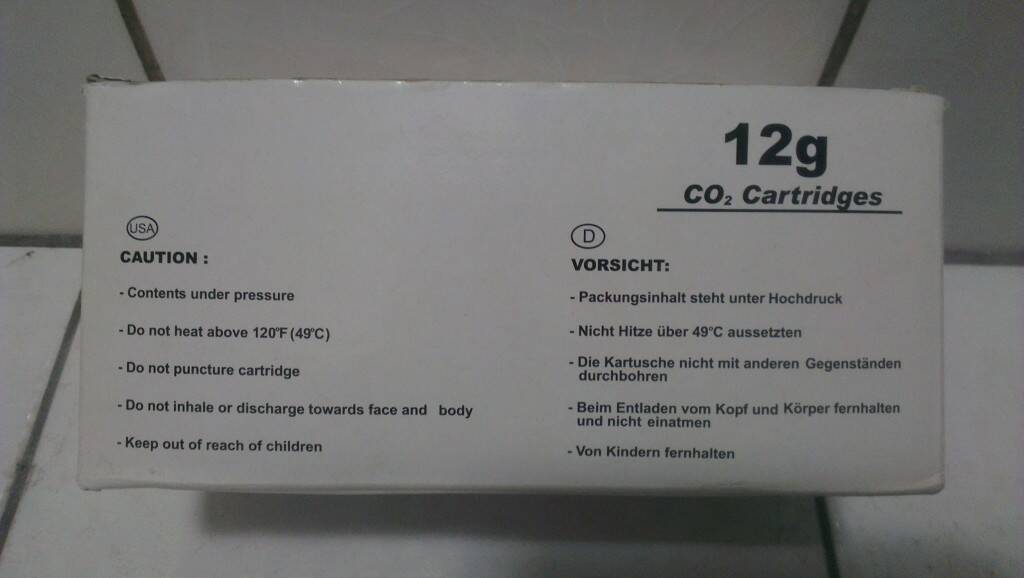 12g
CO₂ Cartridges
USA
CAUTION :
- Contents under pressure
- Do not heat above 120°F (49°C)
- Do not puncture cartridge
- Do not inhale or discharge towards face and body
- Keep out of reach of children
D
VORSICHT:
- Packungsinhalt steht unter Hochdruck
- Nicht Hitze über 49°C aussetzten
- Die Kartusche nicht mit anderen Gegenständen
durchbohren
- Beim Entladen vom Kopf und Körper fernhalten
und nicht einatmen
- Von Kindern fernhalten